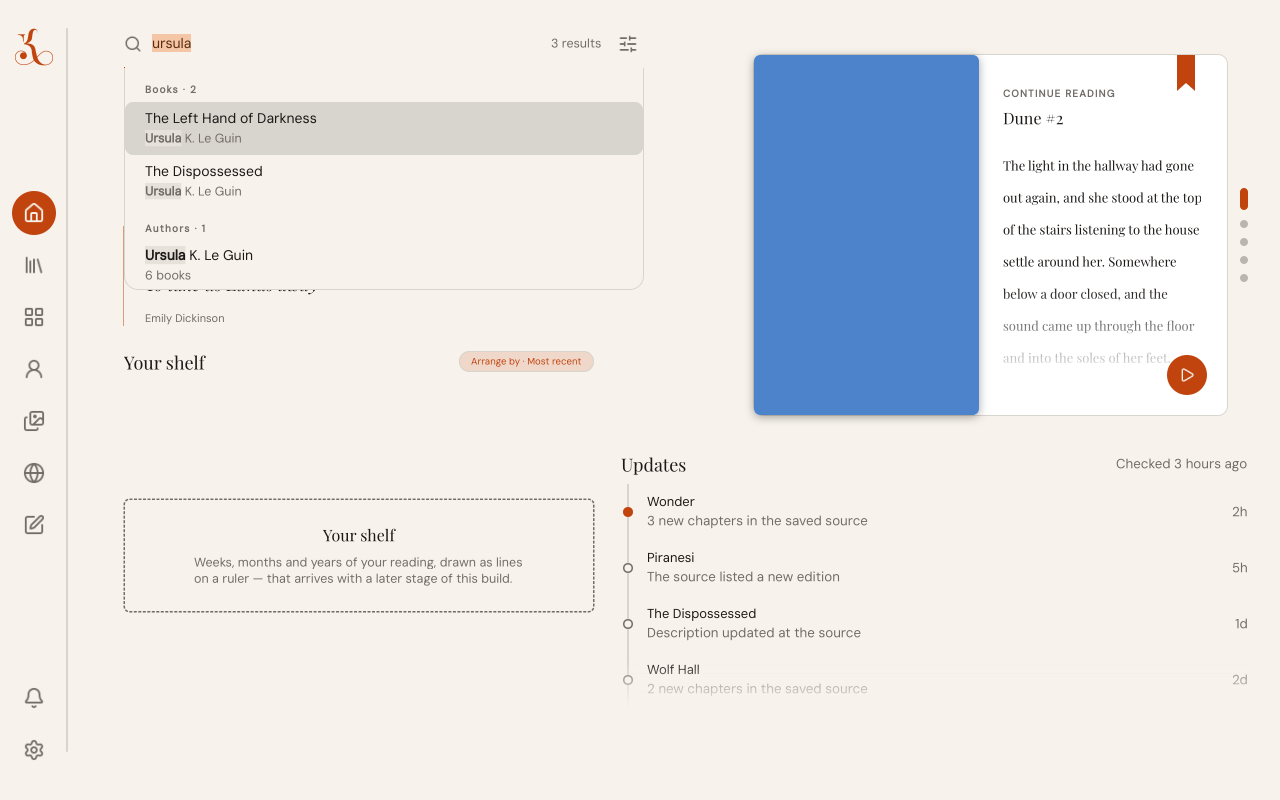 ursula
3 results
Books · 2
The Left Hand of Darkness
Ursula K. Le Guin
The Dispossessed
Ursula K. Le Guin
Authors · 1
Ursula K. Le Guin
6 books
Emily Dickinson
Your shelf
Arrange by · Most recent
Your shelf
Weeks, months and years of your reading, drawn as lines
on a ruler — that arrives with a later stage of this build.
CONTINUE READING
Dune #2
The light in the hallway had gone
out again, and she stood at the top
of the stairs listening to the house
settle around her. Somewhere
below a door closed, and the
sound came up through the floor
and into the soles of her feet.
Updates
Checked 3 hours ago
Wonder
3 new chapters in the saved source
2h
Piranesi
The source listed a new edition
5h
The Dispossessed
Description updated at the source
1d
Wolf Hall
2 new chapters in the saved source
2d